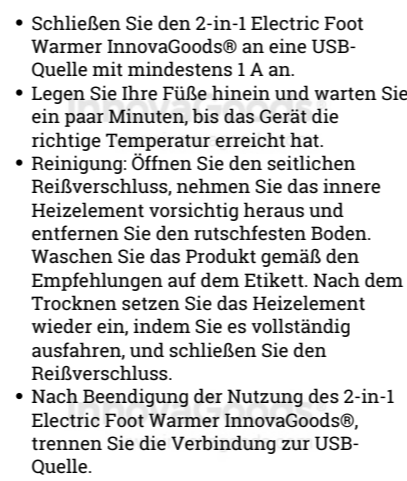 • Schließen Sie den 2-in-1 Electric Foot
Warmer InnovaGoods® an eine USB-
Quelle mit mindestens 1 A an.
• Legen Sie Ihre Füße hinein und warten Sie
ein paar Minuten, bis das Gerät die
richtige Temperatur erreicht hat.
• Reinigung: Öffnen Sie den seitlichen
Reißverschluss, nehmen Sie das innere
Heizelement vorsichtig heraus und
entfernen Sie den rutschfesten Boden.
Waschen Sie das Produkt gemäß den
Empfehlungen auf dem Etikett. Nach dem
Trocknen setzen Sie das Heizelement
wieder ein, indem Sie es vollständig
ausfahren, und schließen Sie den
Reißverschluss.
• Nach Beendigung der Nutzung des 2-in-1
Electric Foot Warmer InnovaGoods®,
trennen Sie die Verbindung zur USB-
Quelle.